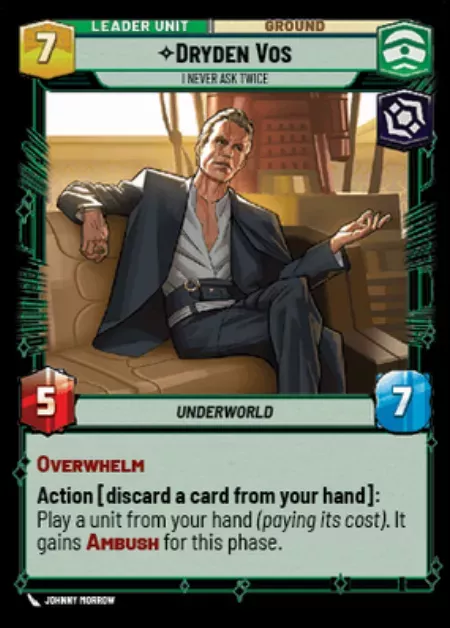 7
LEADER UNIT
GROUND
DRYDEN VOS
I NEVER ASK TWICE
5
UNDERWORLD
7
OVERWHELM
Action [discard a card from your hand]:
Play a unit from your hand (paying its cost). It
gains AMBUSH for this phase.
JOHNNY MORROW